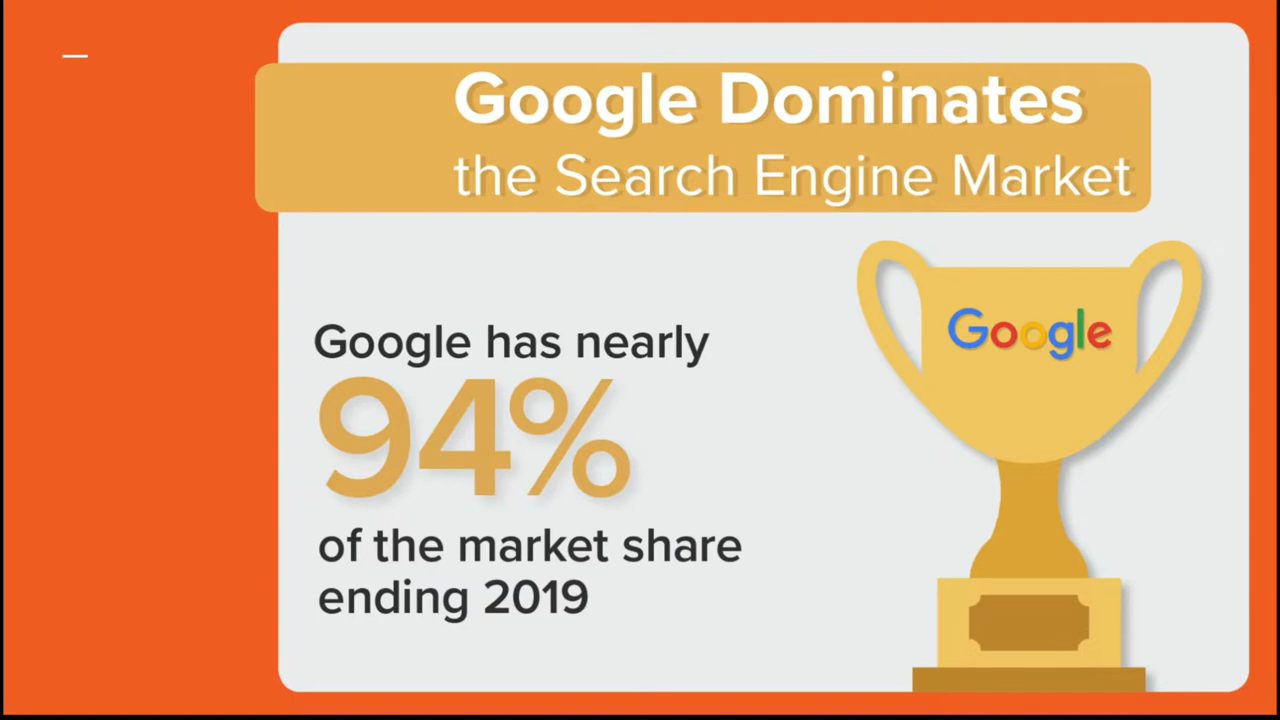 Google Dominates
the Search Engine Market
Google
Google has nearly
94%
of the market share
ending 2019